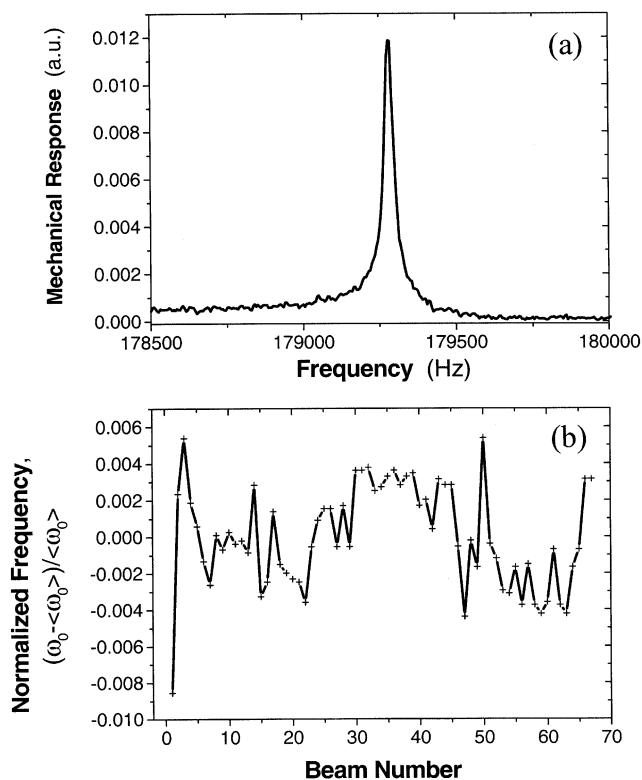 (a)
Mechanical Response (a.u.)
0.012
0.010
0.008
0.006
0.004
0.002
0.000
178500 179000 179500 180000
Frequency (Hz)
(b)
Normalized Frequency,
(ω₀-<ω₀>)/<ω₀>
0.006
0.004
0.002
0.000
-0.002
-0.004
-0.006
-0.008
-0.010
0 10 20 30 40 50 60 70
Beam Number